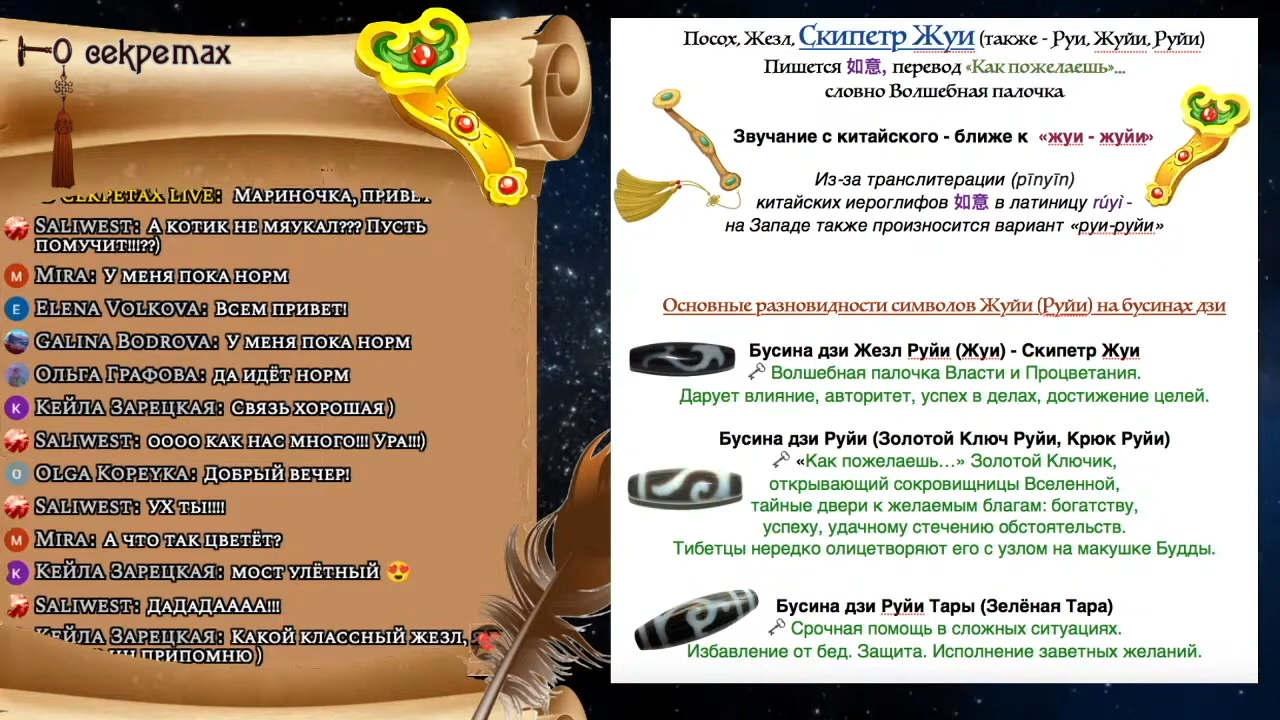 О секретах
О СЕКРЕТАХ LIVE: Мариночка, привет
Saliwest: А котик не мяукал??? Пусть
помучит!!!??)
Mira: У меня пока норм
Elena Volkova: Всем привет!
Galina Bodrova: У меня пока норм
Ольга Графова: да идёт норм
Кейла Зарецкая: Связь хорошая )
Saliwest: оооо как нас много!!! Ура!!!)
Olga Kopeyka: Добрый вечер!
Saliwest: ух ты!!!!
Mira: А что так цветёт?
Кейла Зарецкая: мост улётный 😍
Saliwest: ДаДаДАААА!!!
Кейла Зарецкая: Какой классный жезл,
припомню )
Посох, Жезл, Скипетр Жуи (также - Руи, Жуйи, Руйи)
Пишется 如意, перевод «Как пожелаешь»...
словно Волшебная палочка
Звучание с китайского - ближе к «жуи - жуйи»
Из-за транслитерации (pīnyīn)
китайских иероглифов 如意 в латиницу rúyì -
на Западе также произносится вариант «руи-руйи»
Основные разновидности символов Жуйи (Руйи) на бусинах дзи
Бусина дзи Жезл Руйи (Жуи) - Скипетр Жуи
Волшебная палочка Власти и Процветания.
Дарует влияние, авторитет, успех в делах, достижение целей.
Бусина дзи Руйи (Золотой Ключ Руйи, Крюк Руйи)
«Как пожелаешь…» Золотой Ключик,
открывающий сокровищницы Вселенной,
тайные двери к желаемым благам: богатству,
успеху, удачному стечению обстоятельств.
Тибетцы нередко олицетворяют его с узлом на макушке Будды.
Бусина дзи Руйи Тары (Зелёная Тара)
Срочная помощь в сложных ситуациях.
Избавление от бед. Защита. Исполнение заветных желаний.